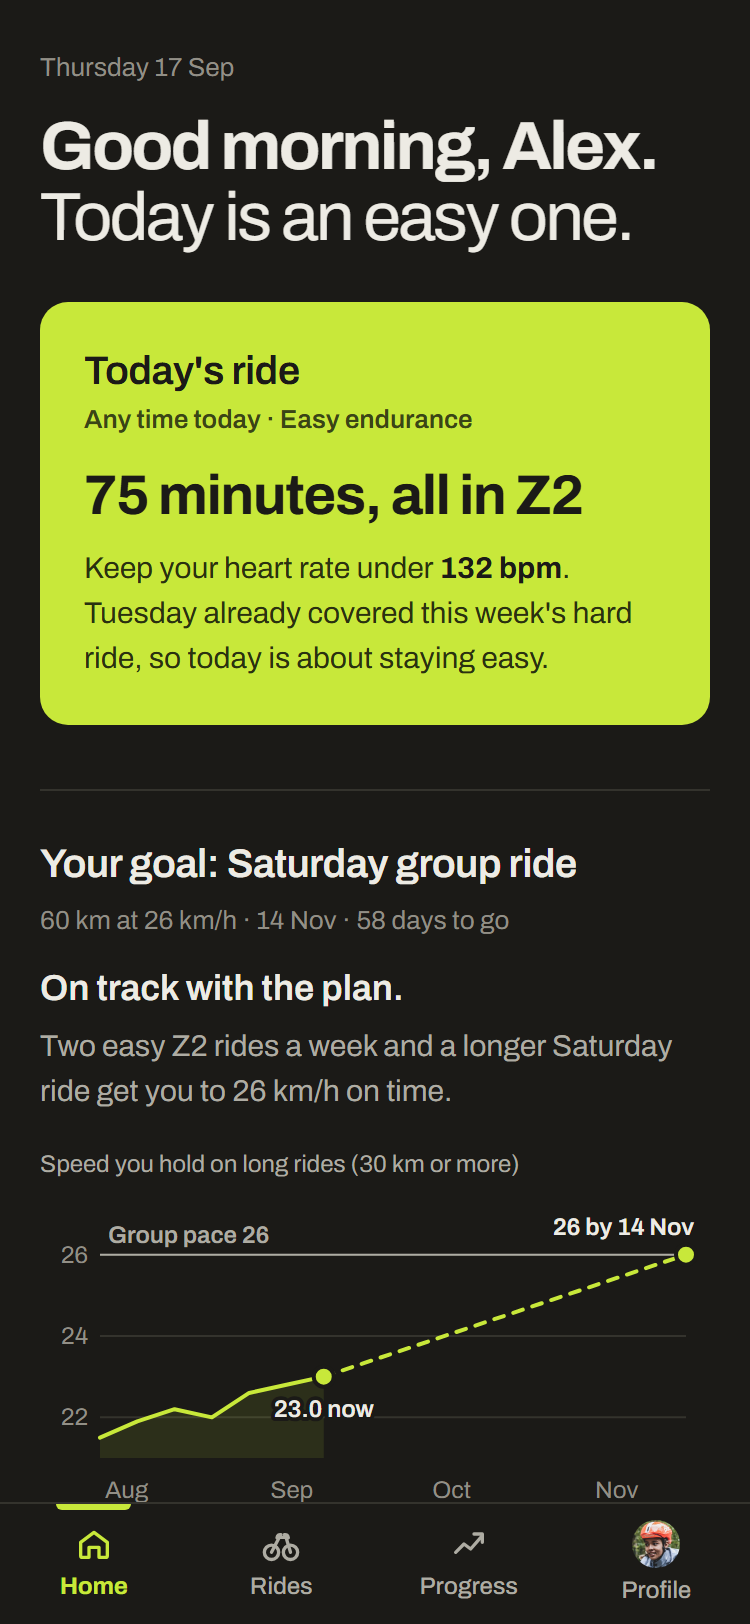 Thursday 17 Sep
Good morning, Alex.
Today is an easy one.
Today's ride
Any time today · Easy endurance
75 minutes, all in Z2
Keep your heart rate under 132 bpm.
Tuesday already covered this week's hard
ride, so today is about staying easy.
Your goal: Saturday group ride
60 km at 26 km/h · 14 Nov · 58 days to go
On track with the plan.
Two easy Z2 rides a week and a longer Saturday
ride get you to 26 km/h on time.
Speed you hold on long rides (30 km or more)
26 by 14 Nov
Group pace 26
26
24
23.0 now
22
Aug Sep Oct Nov
Home Rides Progress Profile